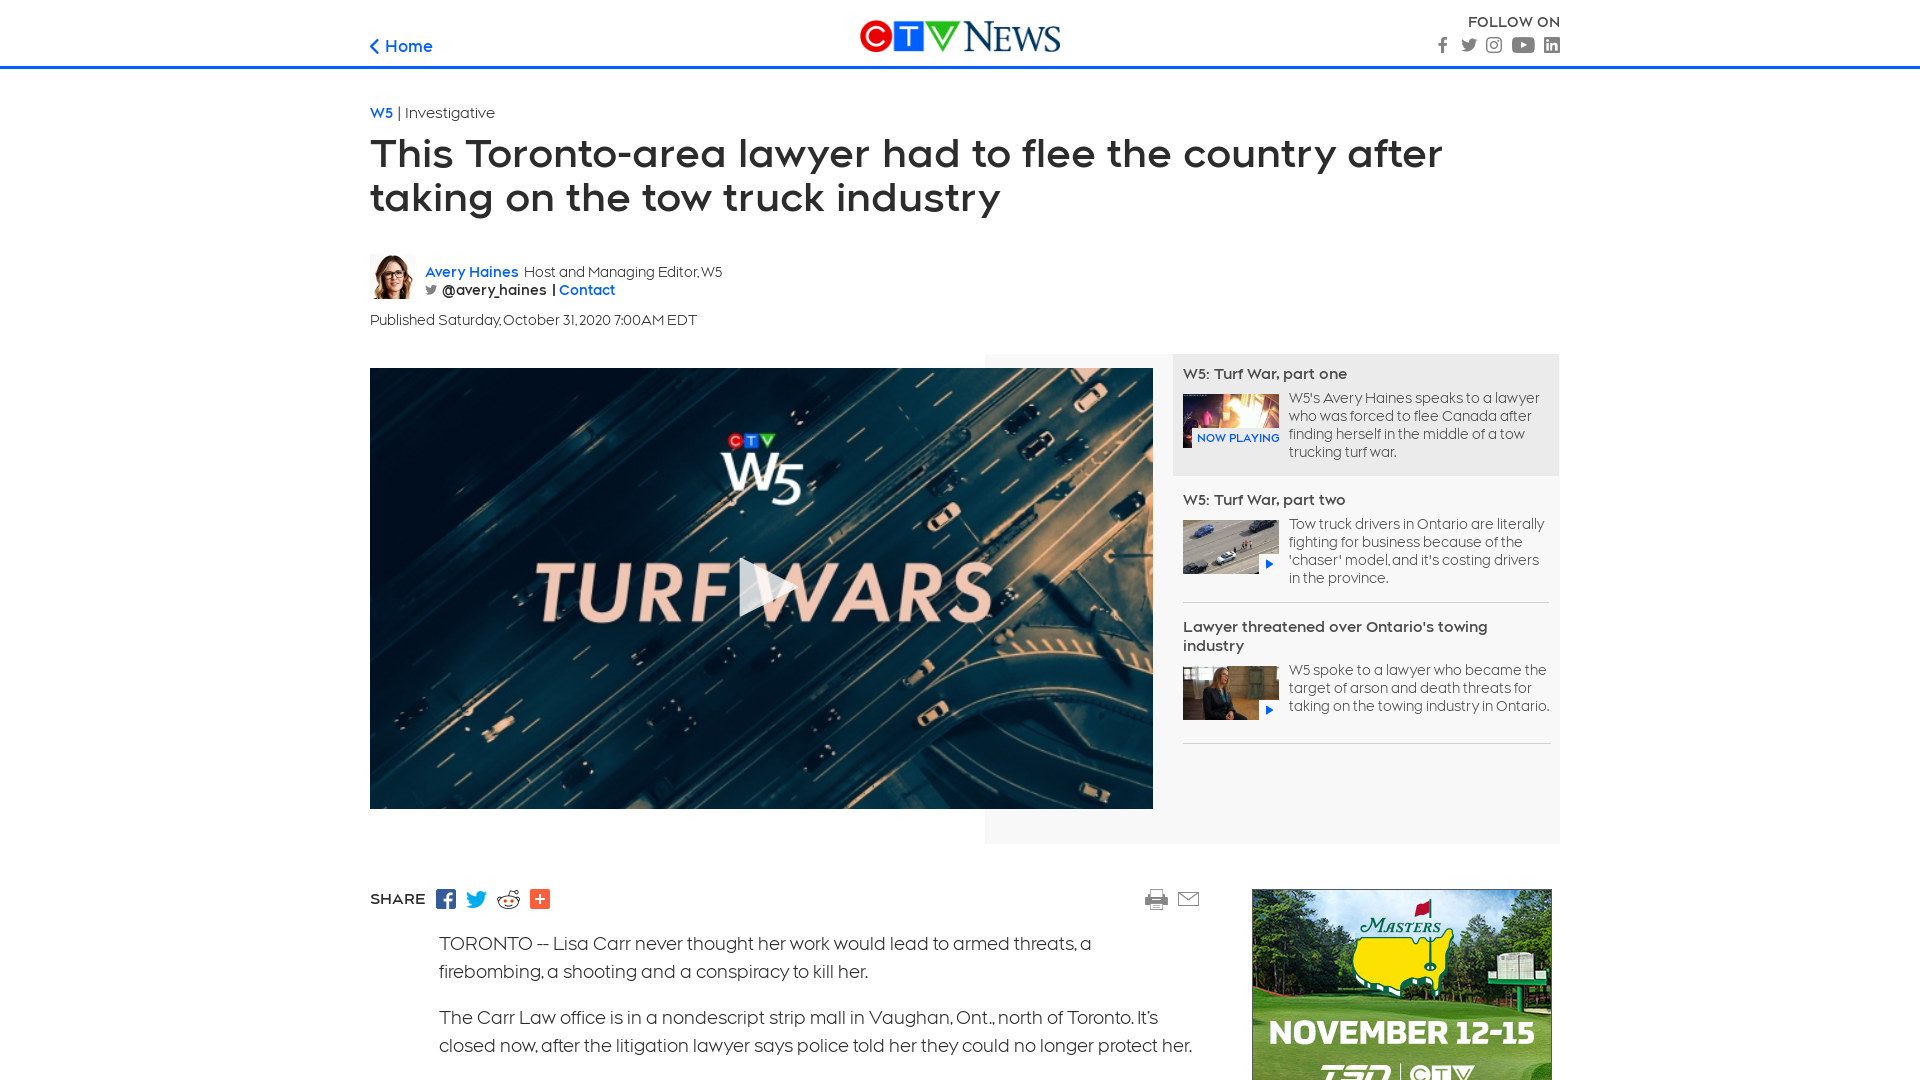 Home
CTV NEWS
FOLLOW ON
W5 | Investigative
This Toronto-area lawyer had to flee the country after
taking on the tow truck industry
Avery Haines Host and Managing Editor, W5
@avery_haines | Contact
Published Saturday, October 31, 2020 7:00AM EDT
CTV
W5
TURF WARS
W5: Turf War, part one
NOW PLAYING
W5's Avery Haines speaks to a lawyer
who was forced to flee Canada after
finding herself in the middle of a tow
trucking turf war.
W5: Turf War, part two
Tow truck drivers in Ontario are literally
fighting for business because of the
'chaser' model, and it's costing drivers
in the province.
Lawyer threatened over Ontario's towing
industry
W5 spoke to a lawyer who became the
target of arson and death threats for
taking on the towing industry in Ontario.
SHARE
TORONTO -- Lisa Carr never thought her work would lead to armed threats, a
firebombing, a shooting and a conspiracy to kill her.
The Carr Law office is in a nondescript strip mall in Vaughan, Ont., north of Toronto. It’s
closed now, after the litigation lawyer says police told her they could no longer protect her.
MASTERS
NOVEMBER 12-15
TSN | CTV